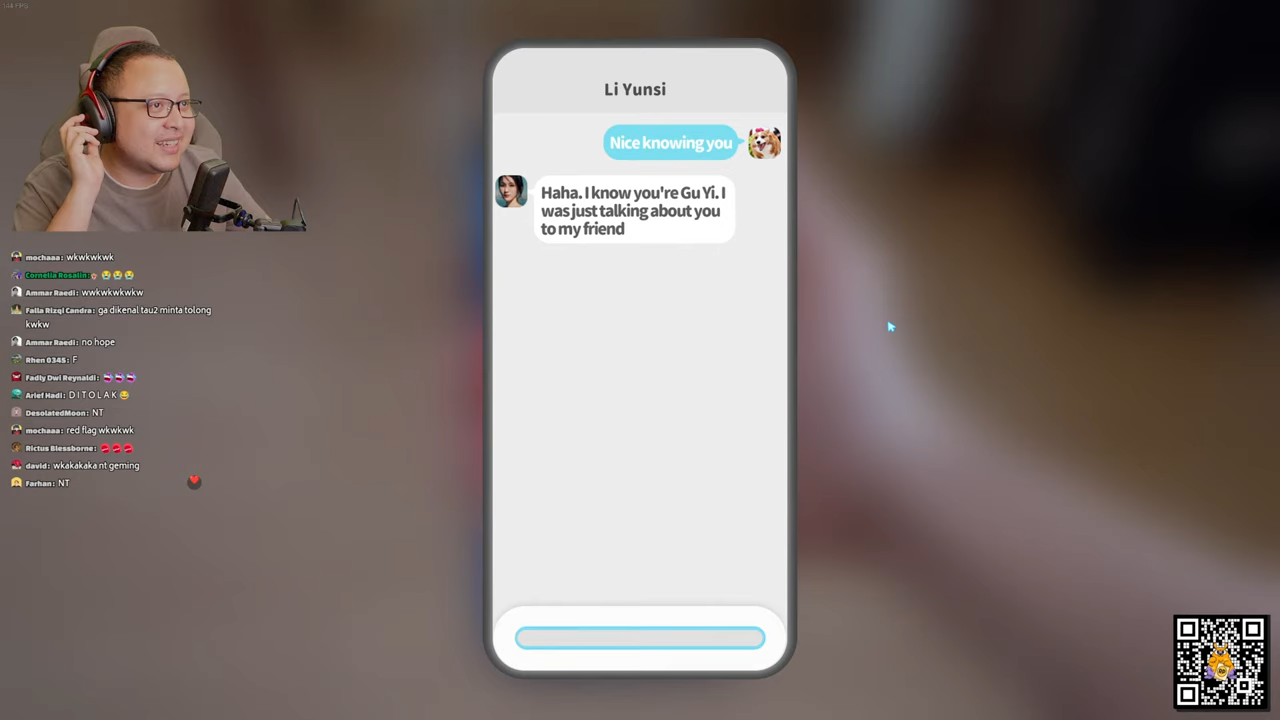 144 FPS
Li Yunsi
Nice knowing you
Haha. I know you're Gu Yi. I
was just talking about you
to my friend
mochaaa: wkwkwkwk
Cornelia Rosalin:
Ammar Raedi: wwkwkwkwkw
Falla Rizqi Candra: ga dikenal tau2 minta tolong
kwkw
Ammar Raedi: no hope
Rhen 0345: F
Fadly Dwi Reynaldi:
Arief Hadi: D I T O L A K
DesolatedMoon: NT
mochaaa: red flag wkwkwk
Rictus Blessborne:
david: wkakakaka nt geming
Farhan: NT